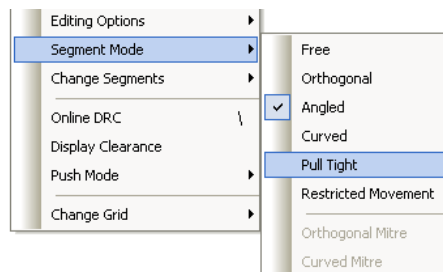 Editing Options
Segment Mode
Change Segments
Online DRC \
Display Clearance
Push Mode
Change Grid
Free
Orthogonal
Angled
Curved
Pull Tight
Restricted Movement
Orthogonal Mitre
Curved Mitre